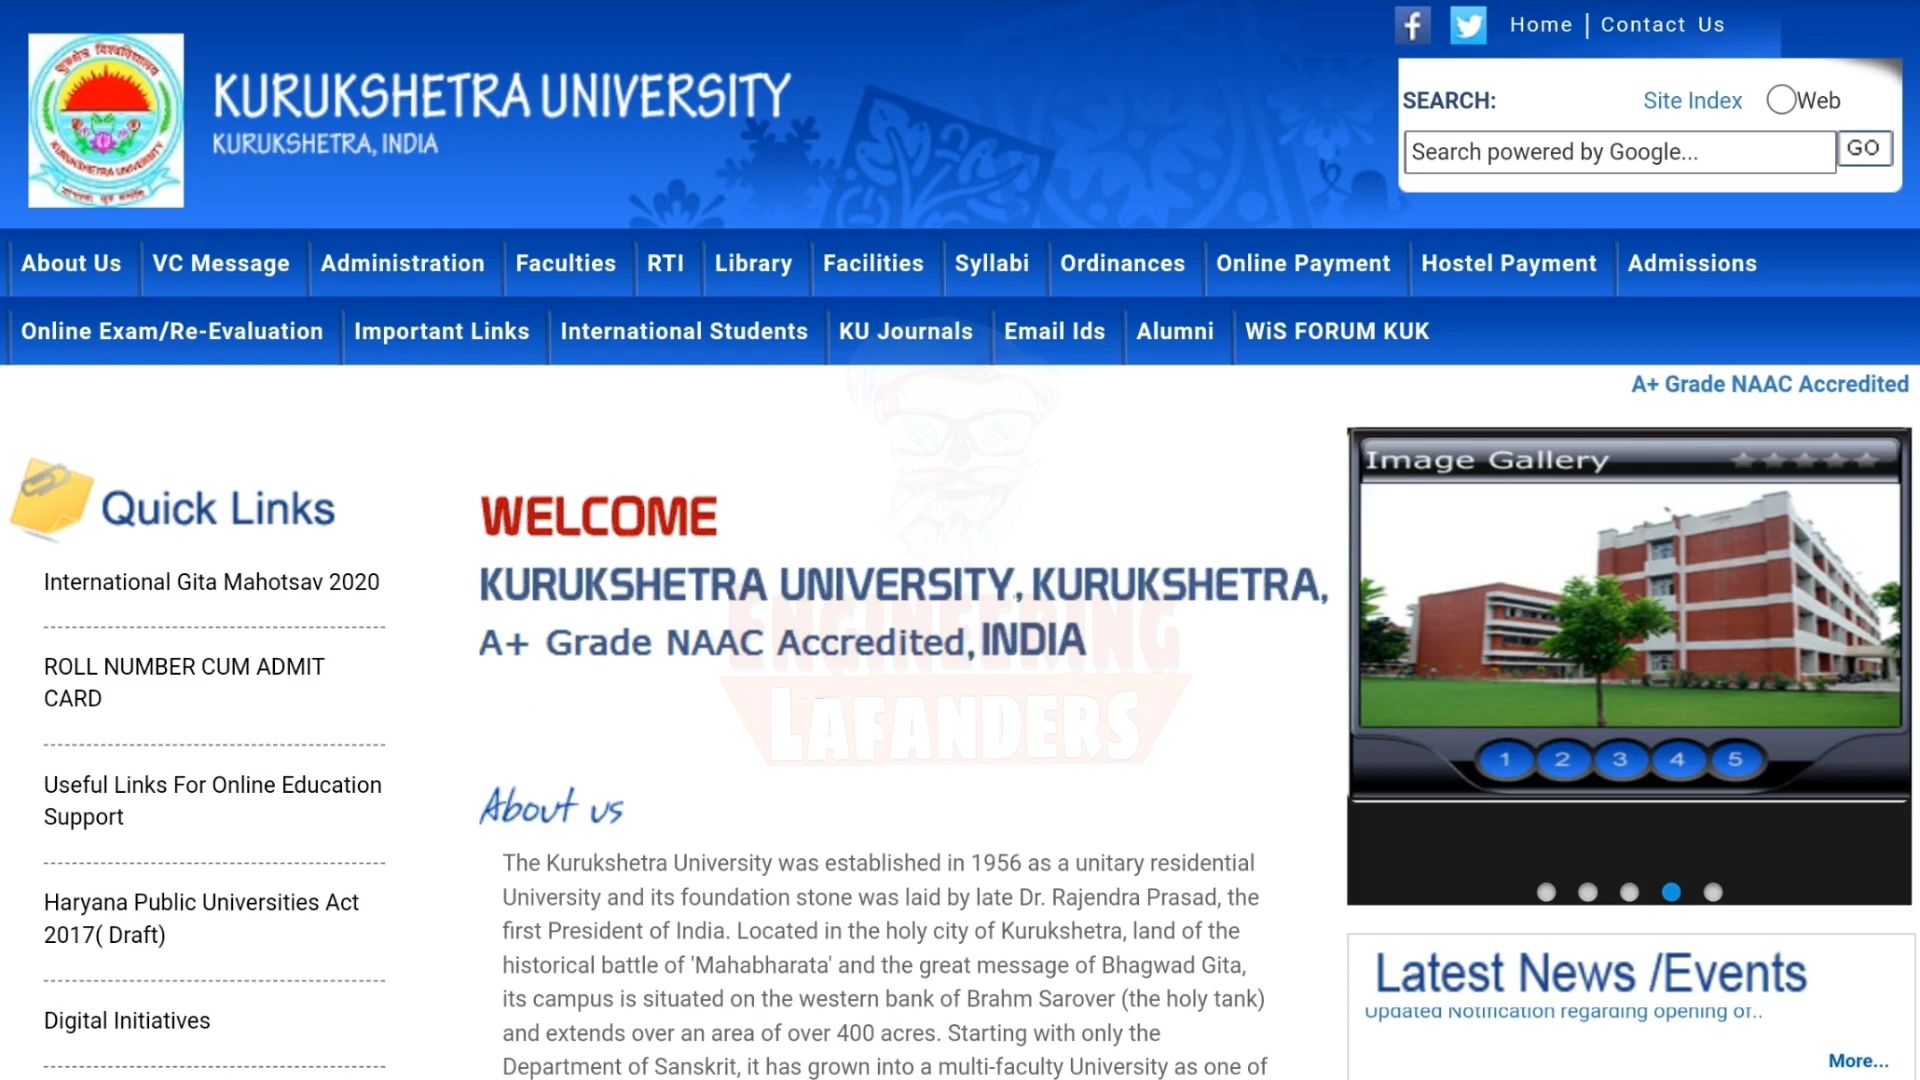 Home | Contact Us
KURUKSHETRA UNIVERSITY
KURUKSHETRA, INDIA
SEARCH: Site Index Web
Search powered by Google... GO
About Us VC Message Administration Faculties RTI Library Facilities Syllabi Ordinances Online Payment Hostel Payment Admissions
Online Exam/Re-Evaluation Important Links International Students KU Journals Email Ids Alumni WiS FORUM KUK
A+ Grade NAAC Accredited
Quick Links
International Gita Mahotsav 2020
ROLL NUMBER CUM ADMIT
CARD
Useful Links For Online Education
Support
Haryana Public Universities Act
2017( Draft)
Digital Initiatives
WELCOME
KURUKSHETRA UNIVERSITY, KURUKSHETRA,
A+ Grade NAAC Accredited, INDIA
ENGINEERING
LAFANDERS
About us
The Kurukshetra University was established in 1956 as a unitary residential
University and its foundation stone was laid by late Dr. Rajendra Prasad, the
first President of India. Located in the holy city of Kurukshetra, land of the
historical battle of 'Mahabharata' and the great message of Bhagwad Gita,
its campus is situated on the western bank of Brahm Sarover (the holy tank)
and extends over an area of over 400 acres. Starting with only the
Department of Sanskrit, it has grown into a multi-faculty University as one of
Image Gallery
1 2 3 4 5
Latest News /Events
Updated Notification regarding opening of..
More...